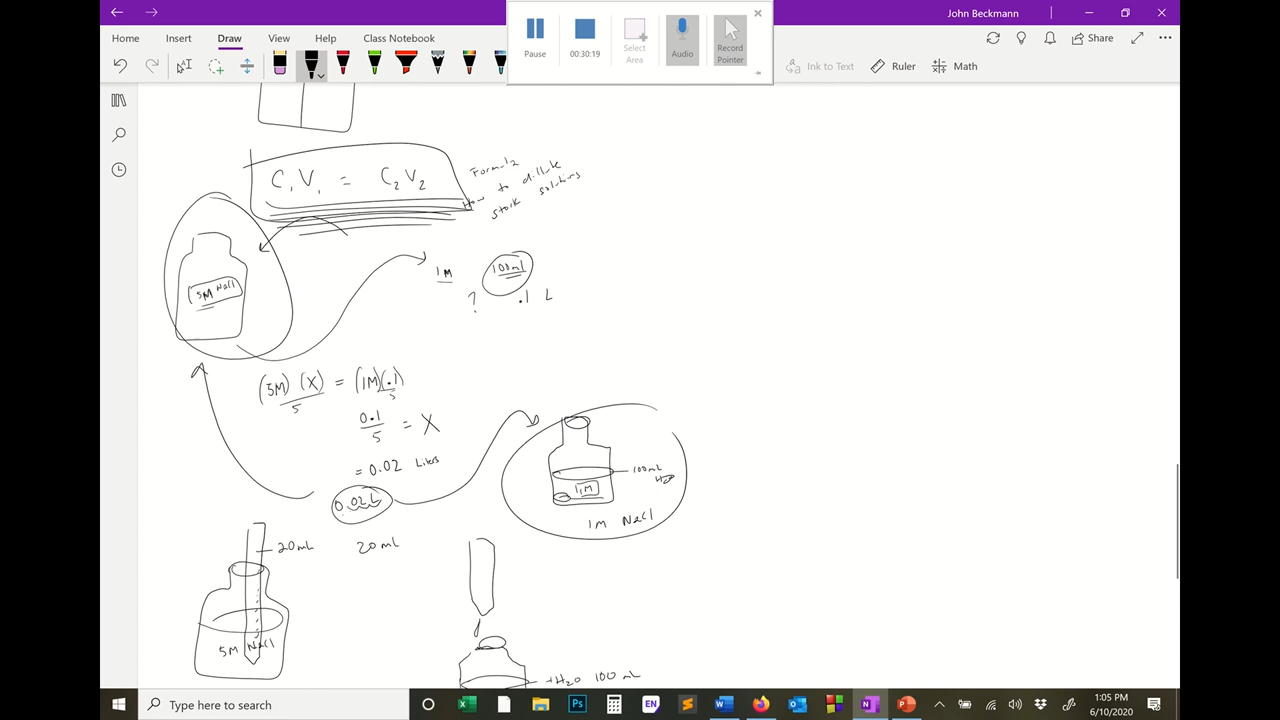 John Beckmann
Home Insert Draw View Help Class Notebook
Share
Pause
00:30:19
Select Area
Audio
Record Pointer
Ink to Text
Ruler
Math
C1V1 = C2V2
Formula
How to dillute
stock solutions
5M NaCl
1M 100ml
? .1 L
(5M) (X) = (1M)(.1)
5 5
0.1
5 = X
= 0.02 Liters
0.02L
100mL
H20
1M
1M NaCl
20mL 20mL
5M NaCl
H2O 100 mL
Type here to search
EN
1:05 PM
6/10/2020